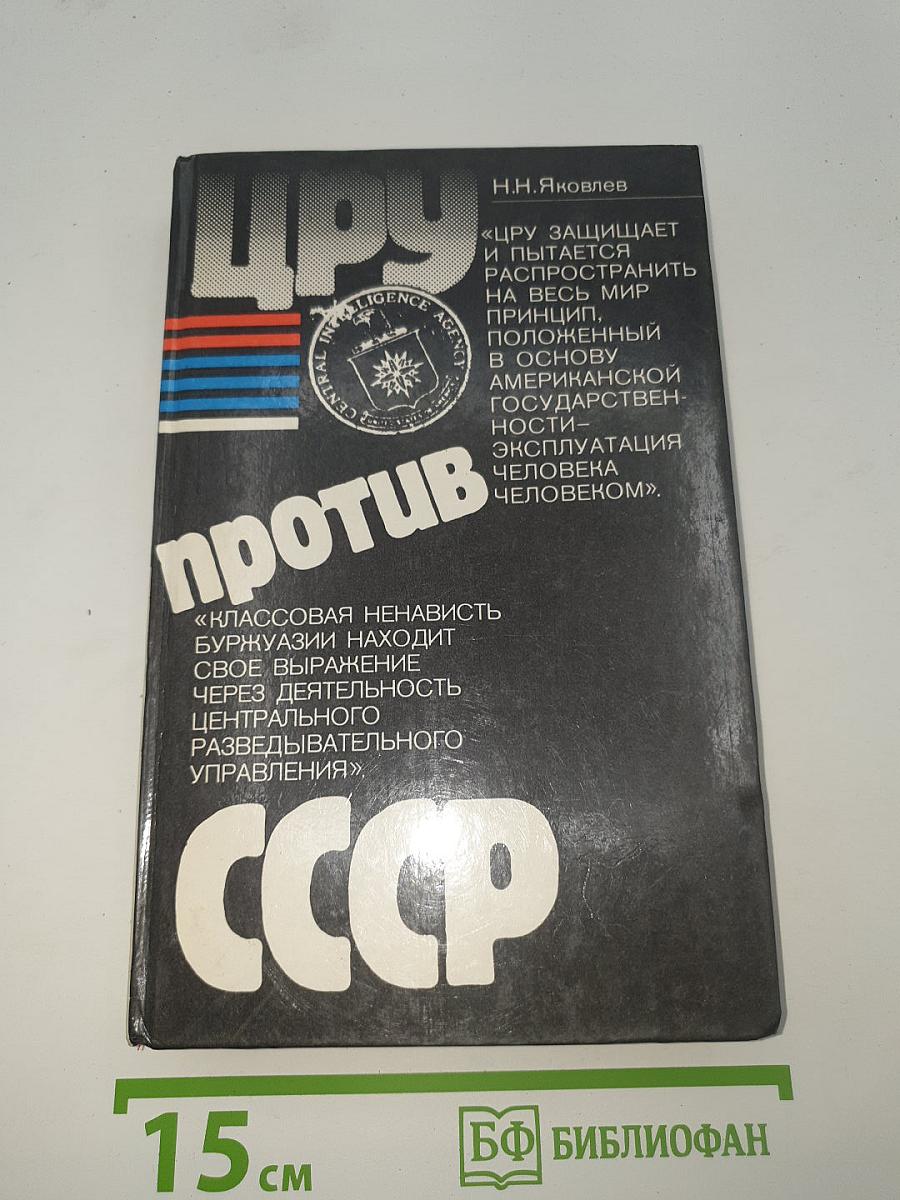 ЦРУ
Н.Н.Яковлев
«ЦРУ ЗАЩИЩАЕТ
И ПЫТАЕТСЯ
РАСПРОСТРАНИТЬ
НА ВЕСЬ МИР
ПРИНЦИП,
ПОЛОЖЕННЫЙ
В ОСНОВУ
АМЕРИКАНСКОЙ
ГОСУДАРСТВЕН-
НОСТИ–
ЭКСПЛУАТАЦИЯ
ЧЕЛОВЕКА
ЧЕЛОВЕКОМ».
CENTRAL INTELLIGENCE AGENCY
против
«КЛАССОВАЯ НЕНАВИСТЬ
БУРЖУАЗИИ НАХОДИТ
СВОЕ ВЫРАЖЕНИЕ
ЧЕРЕЗ ДЕЯТЕЛЬНОСТЬ
ЦЕНТРАЛЬНОГО
РАЗВЕДЫВАТЕЛЬНОГО
УПРАВЛЕНИЯ».
СССР
15 см
БФ БИБЛИОФАН